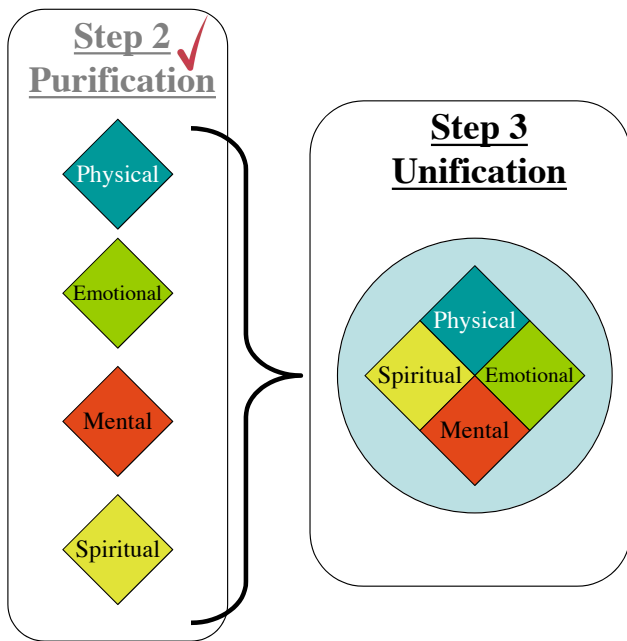 Step 2
Purification
Physical
Emotional
Mental
Spiritual
Step 3
Unification
Physical
Spiritual
Emotional
Mental